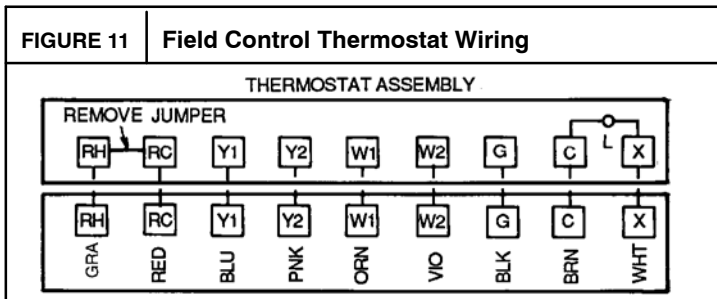 FIGURE 11 Field Control Thermostat Wiring
THERMOSTAT ASSEMBLY
REMOVE JUMPER
RH RC Y1 Y2 W1 W2 G C L X
RH RC Y1 Y2 W1 W2 G C X
GRA RED BLU PNK ORN VIO BLK BRN WHT